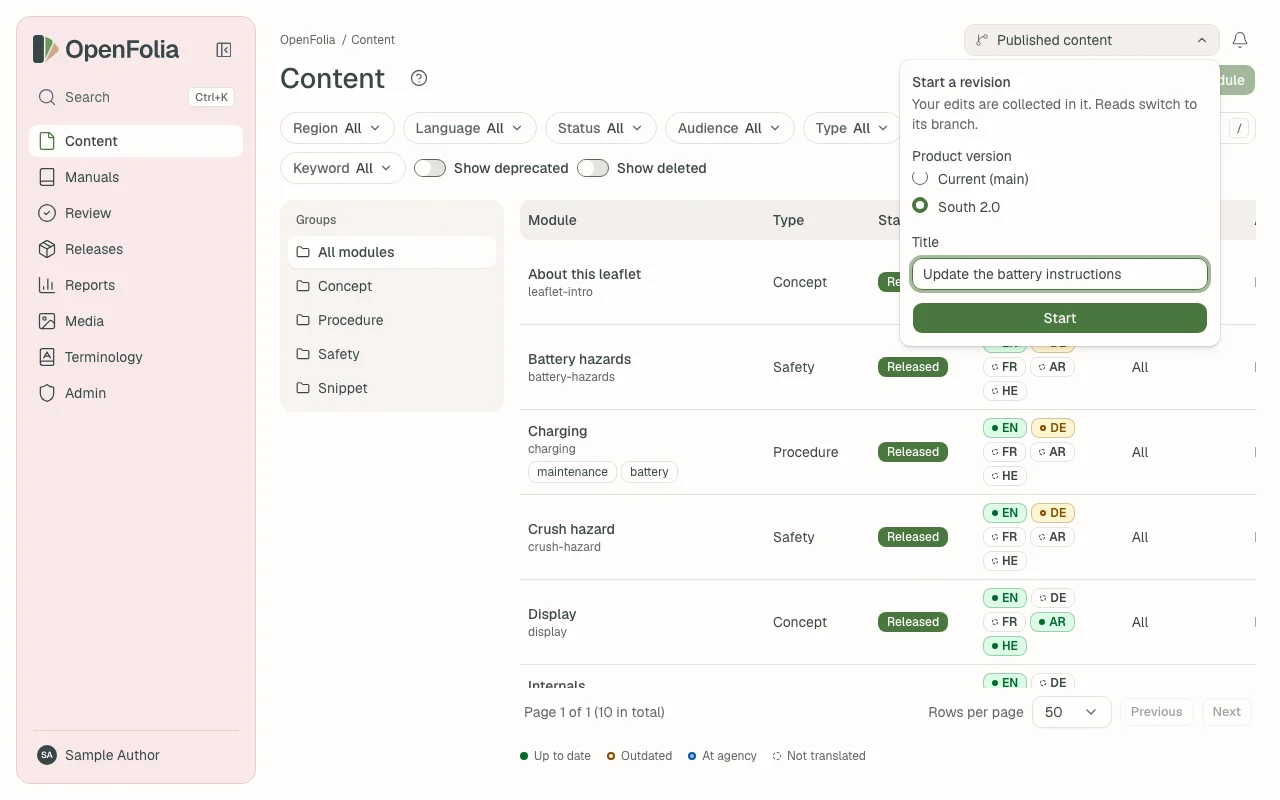 OpenFolia
Search Ctrl+K
Content
Manuals
Review
Releases
Reports
Media
Terminology
Admin
SA Sample Author
OpenFolia / Content
Published content
Content
Start a revision
Your edits are collected in it. Reads switch to
its branch.
Product version
Current (main)
South 2.0
Title
Update the battery instructions
Start
Region All
Language All
Status All
Audience All
Type All
/
Keyword All
Show deprecated
Show deleted
Groups
All modules
Concept
Procedure
Safety
Snippet
Module Type
About this leaflet
leaflet-intro
Concept
Battery hazards
battery-hazards
Safety Released
FR AR
HE
All
Charging
charging
maintenance battery
Procedure Released
EN DE
FR AR
HE
All
Crush hazard
crush-hazard
Safety Released
EN DE
FR AR
HE
All
Display
display
Concept Released
EN DE
FR AR
HE
All
Internals
EN DE
Page 1 of 1 (10 in total)
Rows per page 50 Previous Next
Up to date Outdated At agency Not translated